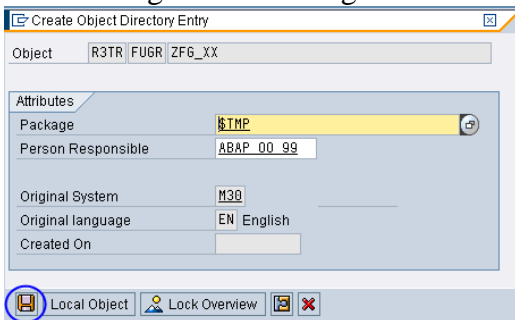 Create Object Directory Entry
Object R3TR FUGR ZFG_XX
Attributes
Package $TMP
Person Responsible ABAP_00_99
Original System M30
Original language EN English
Created On
Local Object Lock Overview